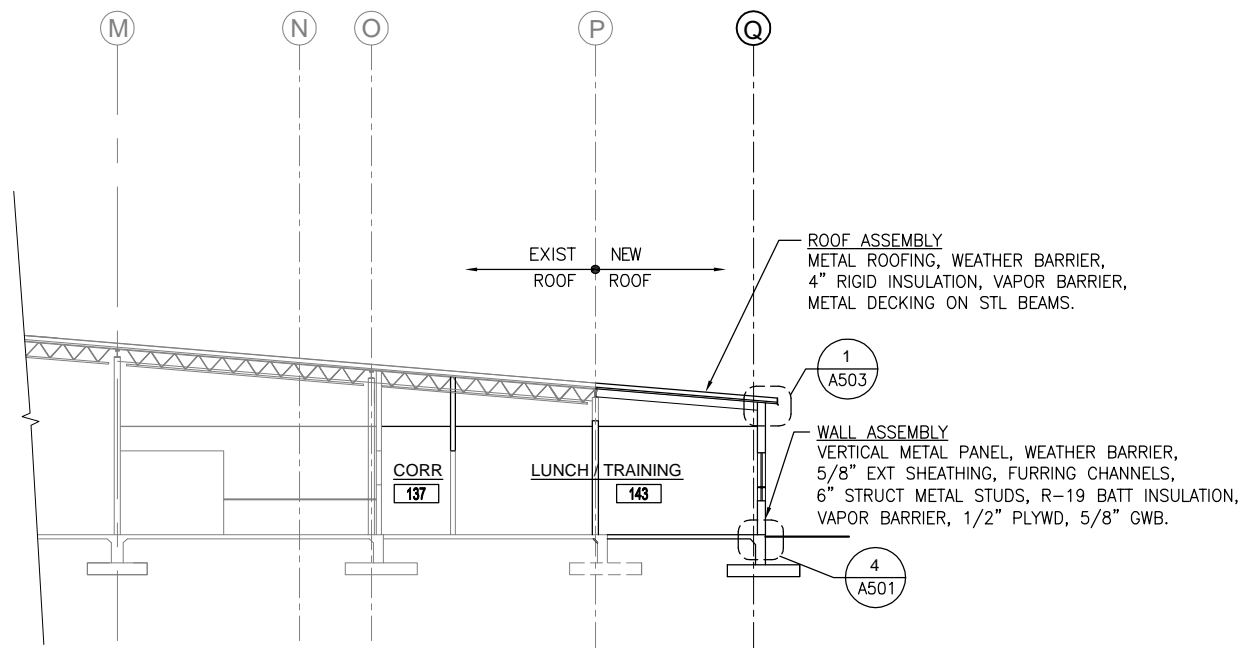 M
N
O
P
Q
EXIST NEW
ROOF ROOF
ROOF ASSEMBLY
METAL ROOFING, WEATHER BARRIER,
4" RIGID INSULATION, VAPOR BARRIER,
METAL DECKING ON STL BEAMS.
1
A503
WALL ASSEMBLY
VERTICAL METAL PANEL, WEATHER BARRIER,
5/8" EXT SHEATHING, FURRING CHANNELS,
6" STRUCT METAL STUDS, R-19 BATT INSULATION,
VAPOR BARRIER, 1/2" PLYWD, 5/8" GWB.
CORR
137
LUNCH / TRAINING
143
4
A501